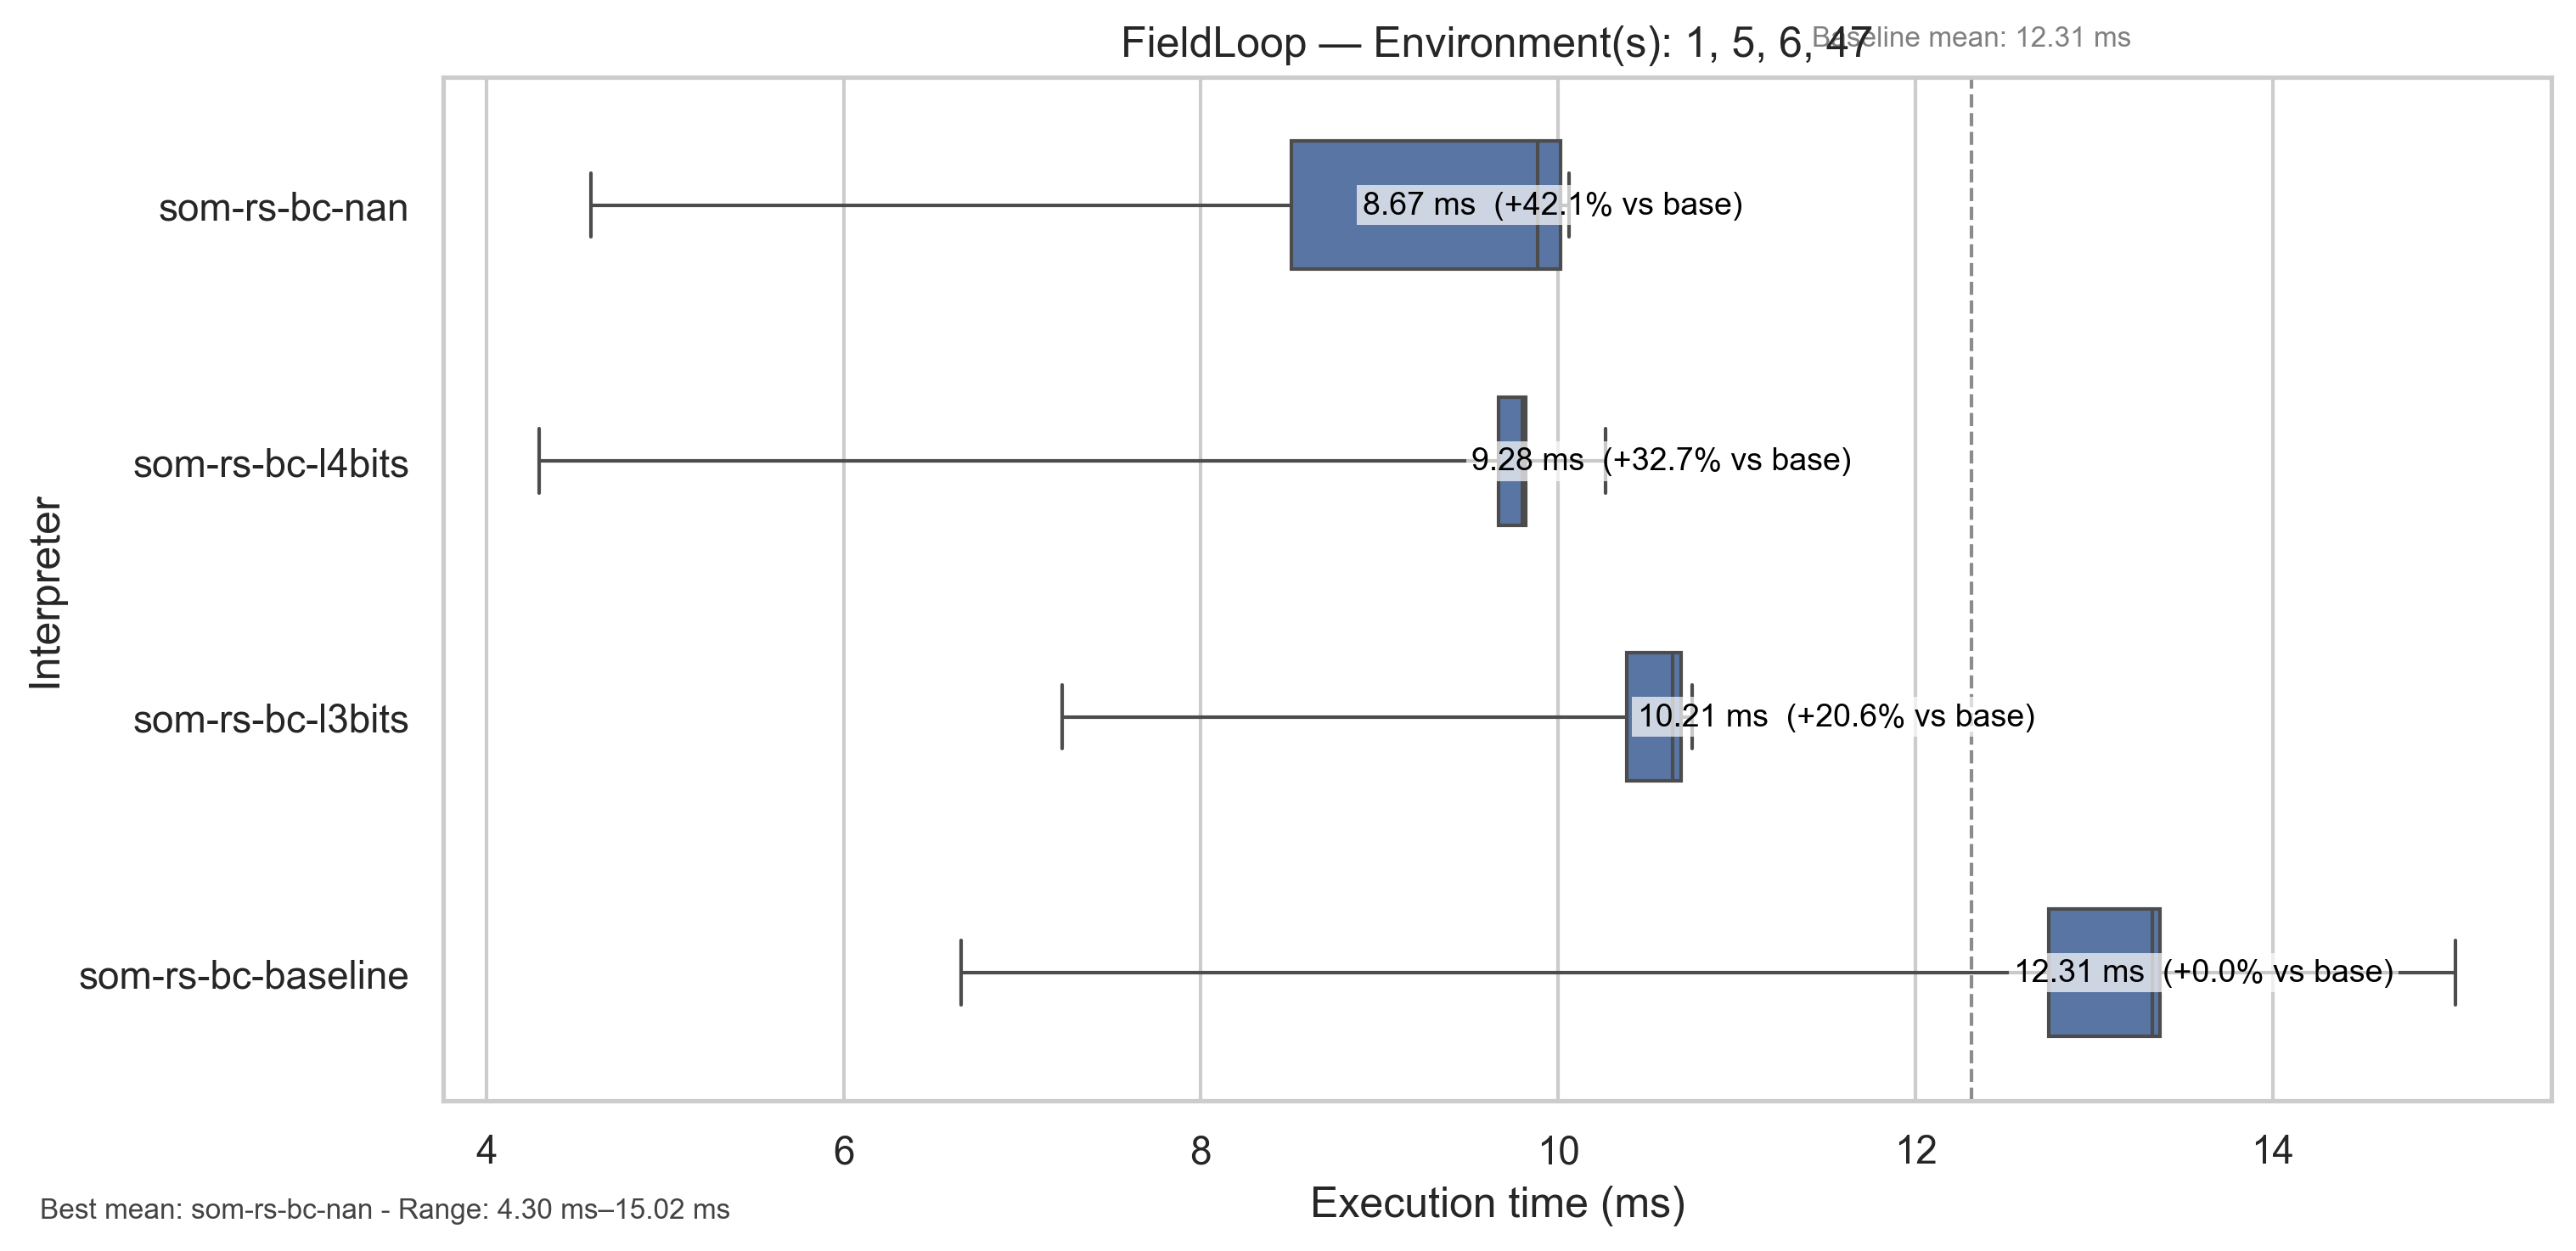 FieldLoop — Environment(s): 1, 5, 6, 47
Baseline mean: 12.31 ms
Interpreter
som-rs-bc-nan
8.67 ms (+42.1% vs base)
som-rs-bc-l4bits
9.28 ms (+32.7% vs base)
som-rs-bc-l3bits
10.21 ms (+20.6% vs base)
som-rs-bc-baseline
12.31 ms (+0.0% vs base)
4 6 8 10 12 14
Execution time (ms)
Best mean: som-rs-bc-nan - Range: 4.30 ms–15.02 ms